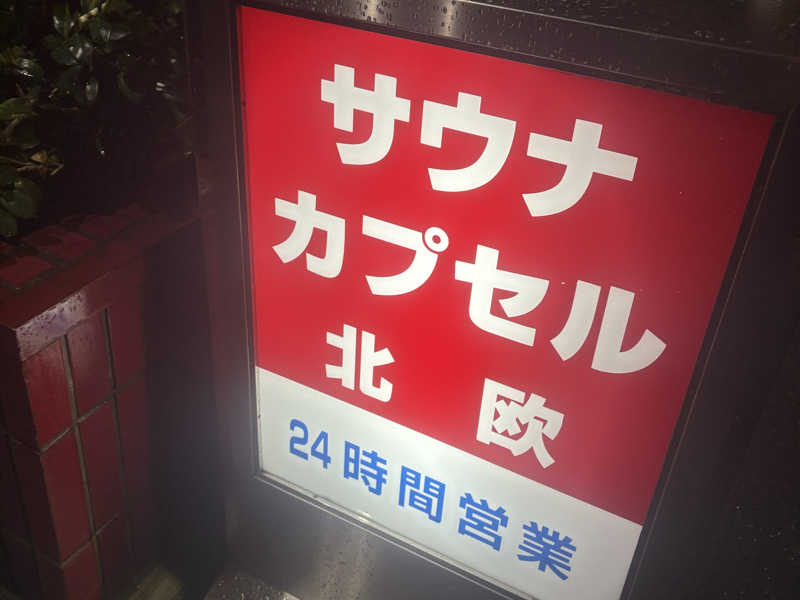 サウナ
カプセル
北欧
24時間営業